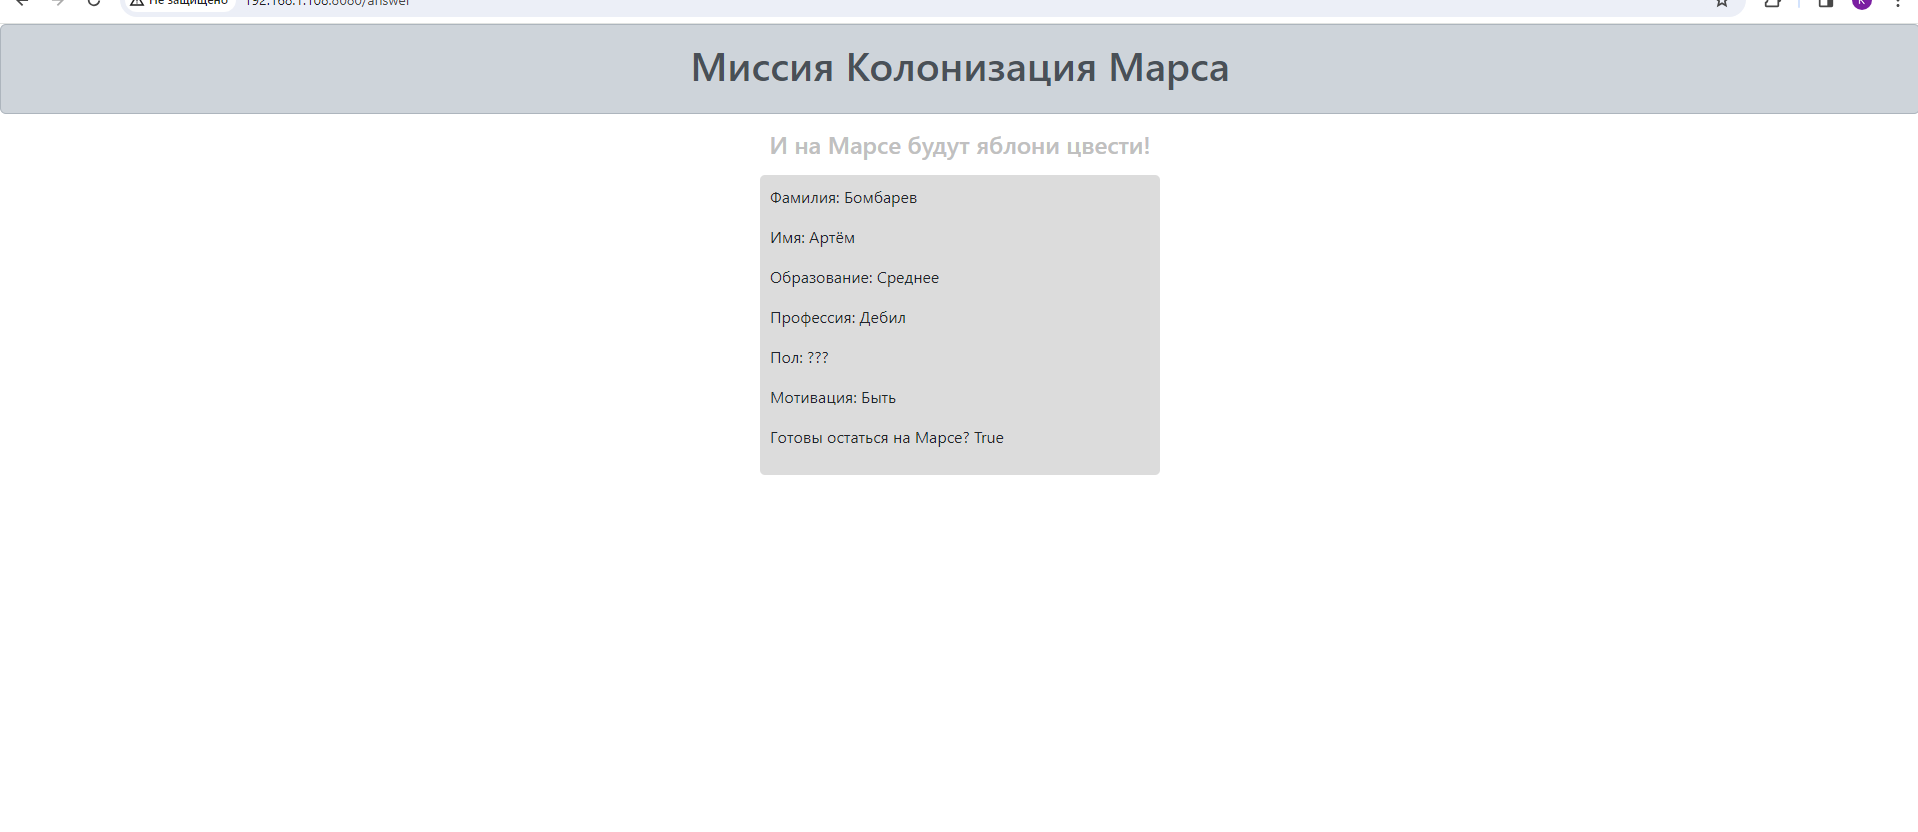 Не защищено 192.168.1.108:8080/answer
Миссия Колонизация Марса
И на Марсе будут яблони цвести!
Фамилия: Бомбарев
Имя: Артём
Образование: Среднее
Профессия: Дебил
Пол: ???
Мотивация: Быть
Готовы остаться на Марсе? True